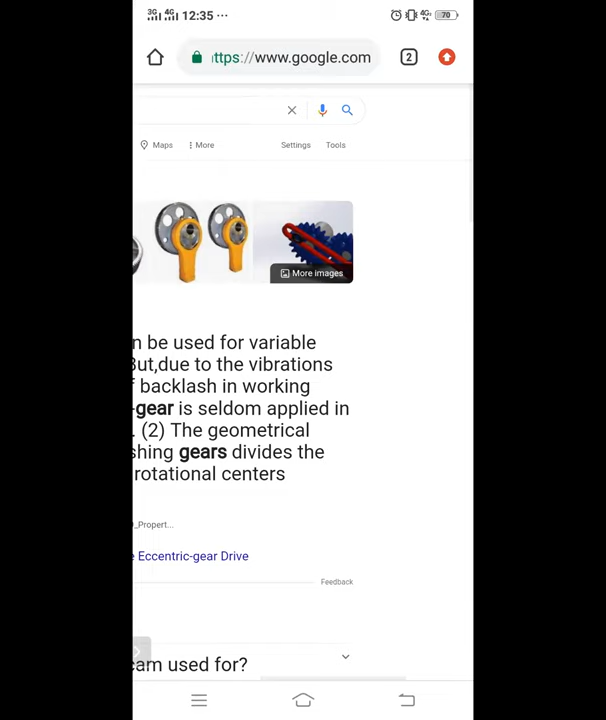 3G 4G 12:35 ··· 4G 70
ttps://www.google.com 2
Maps More Settings Tools
More images
n be used for variable
But,due to the vibrations
backlash in working
-gear is seldom applied in
. (2) The geometrical
shing gears divides the
rotational centers
_Propert...
e Eccentric-gear Drive
Feedback
cam used for?